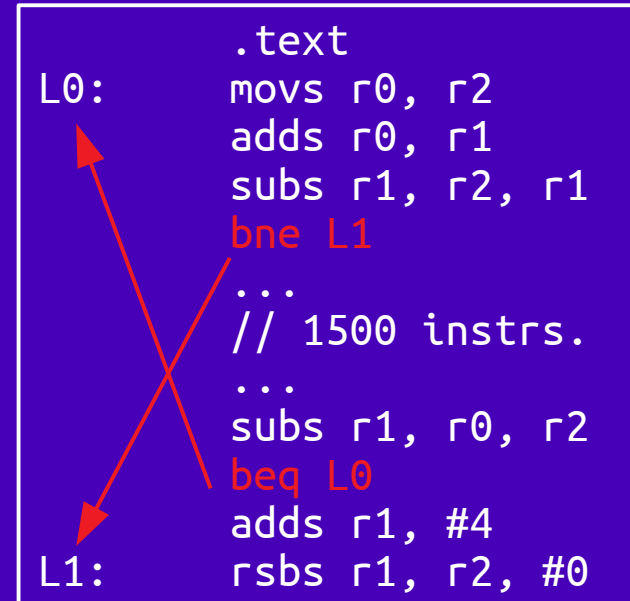 .text
L0: movs r0, r2
adds r0, r1
subs r1, r2, r1
bne L1
...
// 1500 instrs.
...
subs r1, r0, r2
beq L0
adds r1, #4
L1: rsbs r1, r2, #0